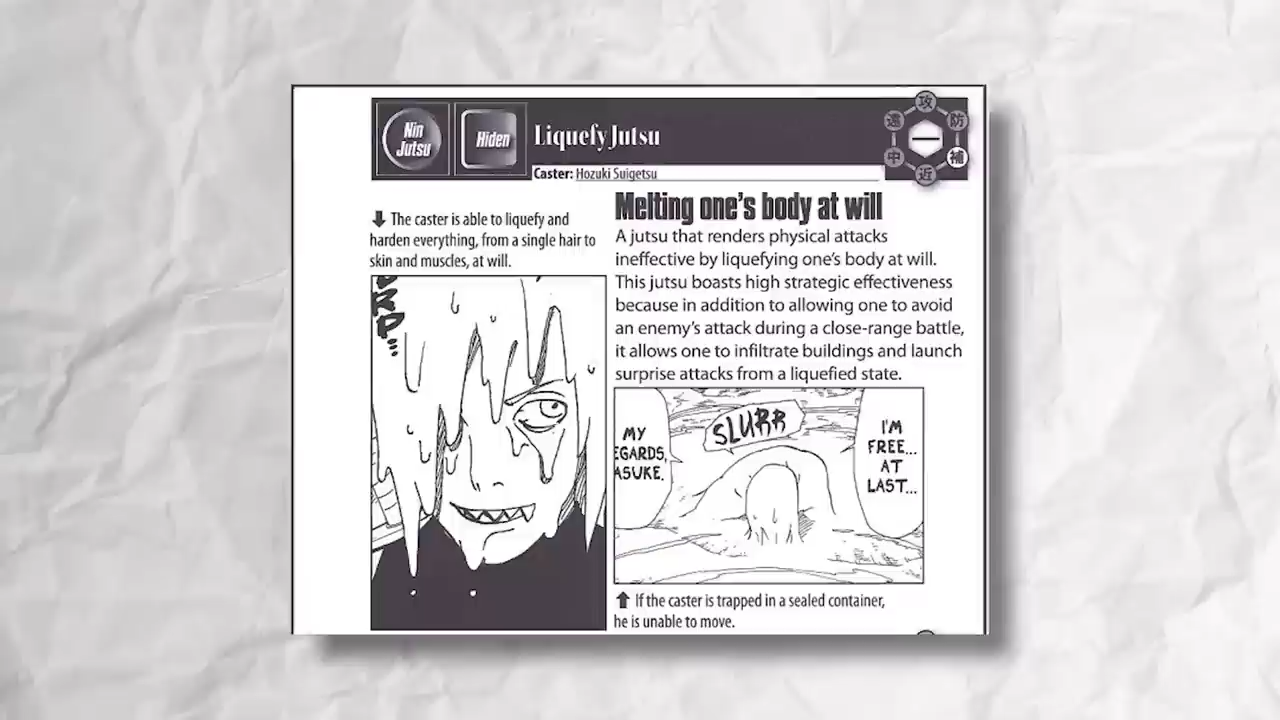 Nin
Jutsu
Hiden
Liquefy Jutsu
Caster: Hozuki Suigetsu
攻
遠
防
一
中
補
近
The caster is able to liquefy and
harden everything, from a single hair to
skin and muscles, at will.
RP...
Melting one's body at will
A jutsu that renders physical attacks
ineffective by liquefying one's body at will.
This jutsu boasts high strategic effectiveness
because in addition to allowing one to avoid
an enemy's attack during a close-range battle,
it allows one to infiltrate buildings and launch
surprise attacks from a liquefied state.
MY
EGARDS,
ASUKE.
SLURR
I'M
FREE...
AT
LAST...
If the caster is trapped in a sealed container,
he is unable to move.